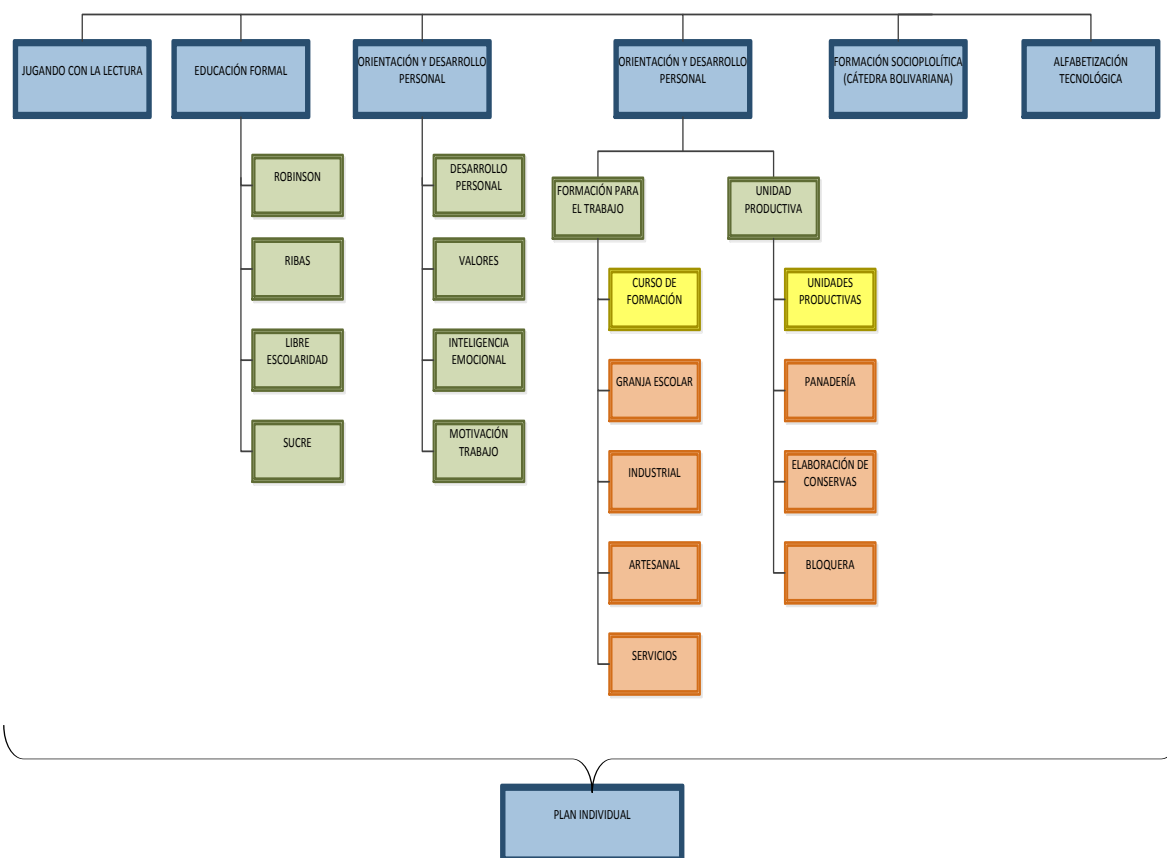 JUGANDO CON LA LECTURA
EDUCACIÓN FORMAL
ORIENTACIÓN Y DESARROLLO
PERSONAL
ORIENTACIÓN Y DESARROLLO
PERSONAL
FORMACIÓN SOCIOPLOLÍTICA
(CÁTEDRA BOLIVARIANA)
ALFABETIZACIÓN
TECNOLÓGICA
ROBINSON
RIBAS
LIBRE
ESCOLARIDAD
SUCRE
DESARROLLO
PERSONAL
VALORES
INTELIGENCIA
EMOCIONAL
MOTIVACIÓN
TRABAJO
FORMACIÓN PARA
EL TRABAJO
CURSO DE
FORMACIÓN
GRANJA ESCOLAR
INDUSTRIAL
ARTESANAL
SERVICIOS
UNIDAD
PRODUCTIVA
UNIDADES
PRODUCTIVAS
PANADERÍA
ELABORACIÓN DE
CONSERVAS
BLOQUERA
PLAN INDIVIDUAL